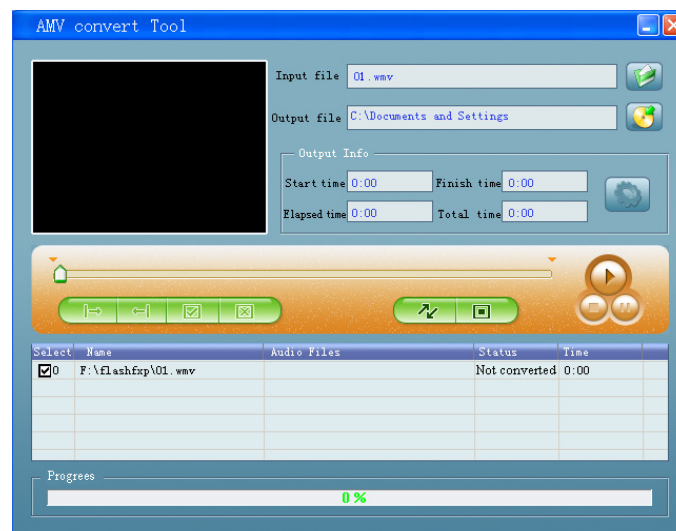 AMV convert Tool
Input file 01.wmv
Output file C:\Documents and Settings
Output Info
Start time 0:00 Finish time 0:00
Elapsed time 0:00 Total time 0:00
Select Name Audio Files Status Time
0 F:\flashfxp\01.wmv Not converted 0:00
Progrees
0 %